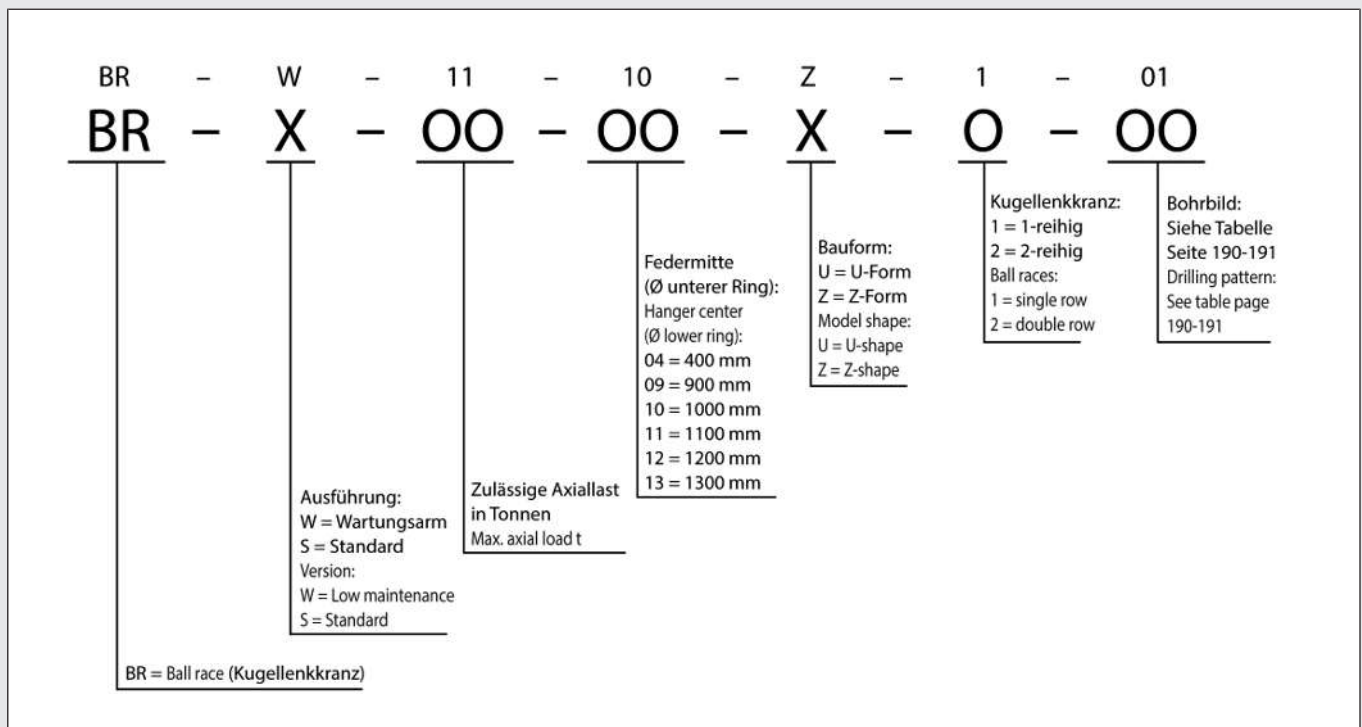 BR – W – 11 – 10 – Z – 1 – 01
BR – X – OO – OO – X – O – OO
Kugellenkkranz:
1 = 1-reihig
2 = 2-reihig
Ball races:
1 = single row
2 = double row
Bohrbild:
Siehe Tabelle
Seite 190-191
Drilling pattern:
See table page
190-191
Bauform:
U = U-Form
Z = Z-Form
Model shape:
U = U-shape
Z = Z-shape
Federmitte
(Ø unterer Ring):
Hanger center
(Ø lower ring):
04 = 400 mm
09 = 900 mm
10 = 1000 mm
11 = 1100 mm
12 = 1200 mm
13 = 1300 mm
Zulässige Axiallast
in Tonnen
Max. axial load t
Ausführung:
W = Wartungsarm
S = Standard
Version:
W = Low maintenance
S = Standard
BR = Ball race (Kugellenkkranz)